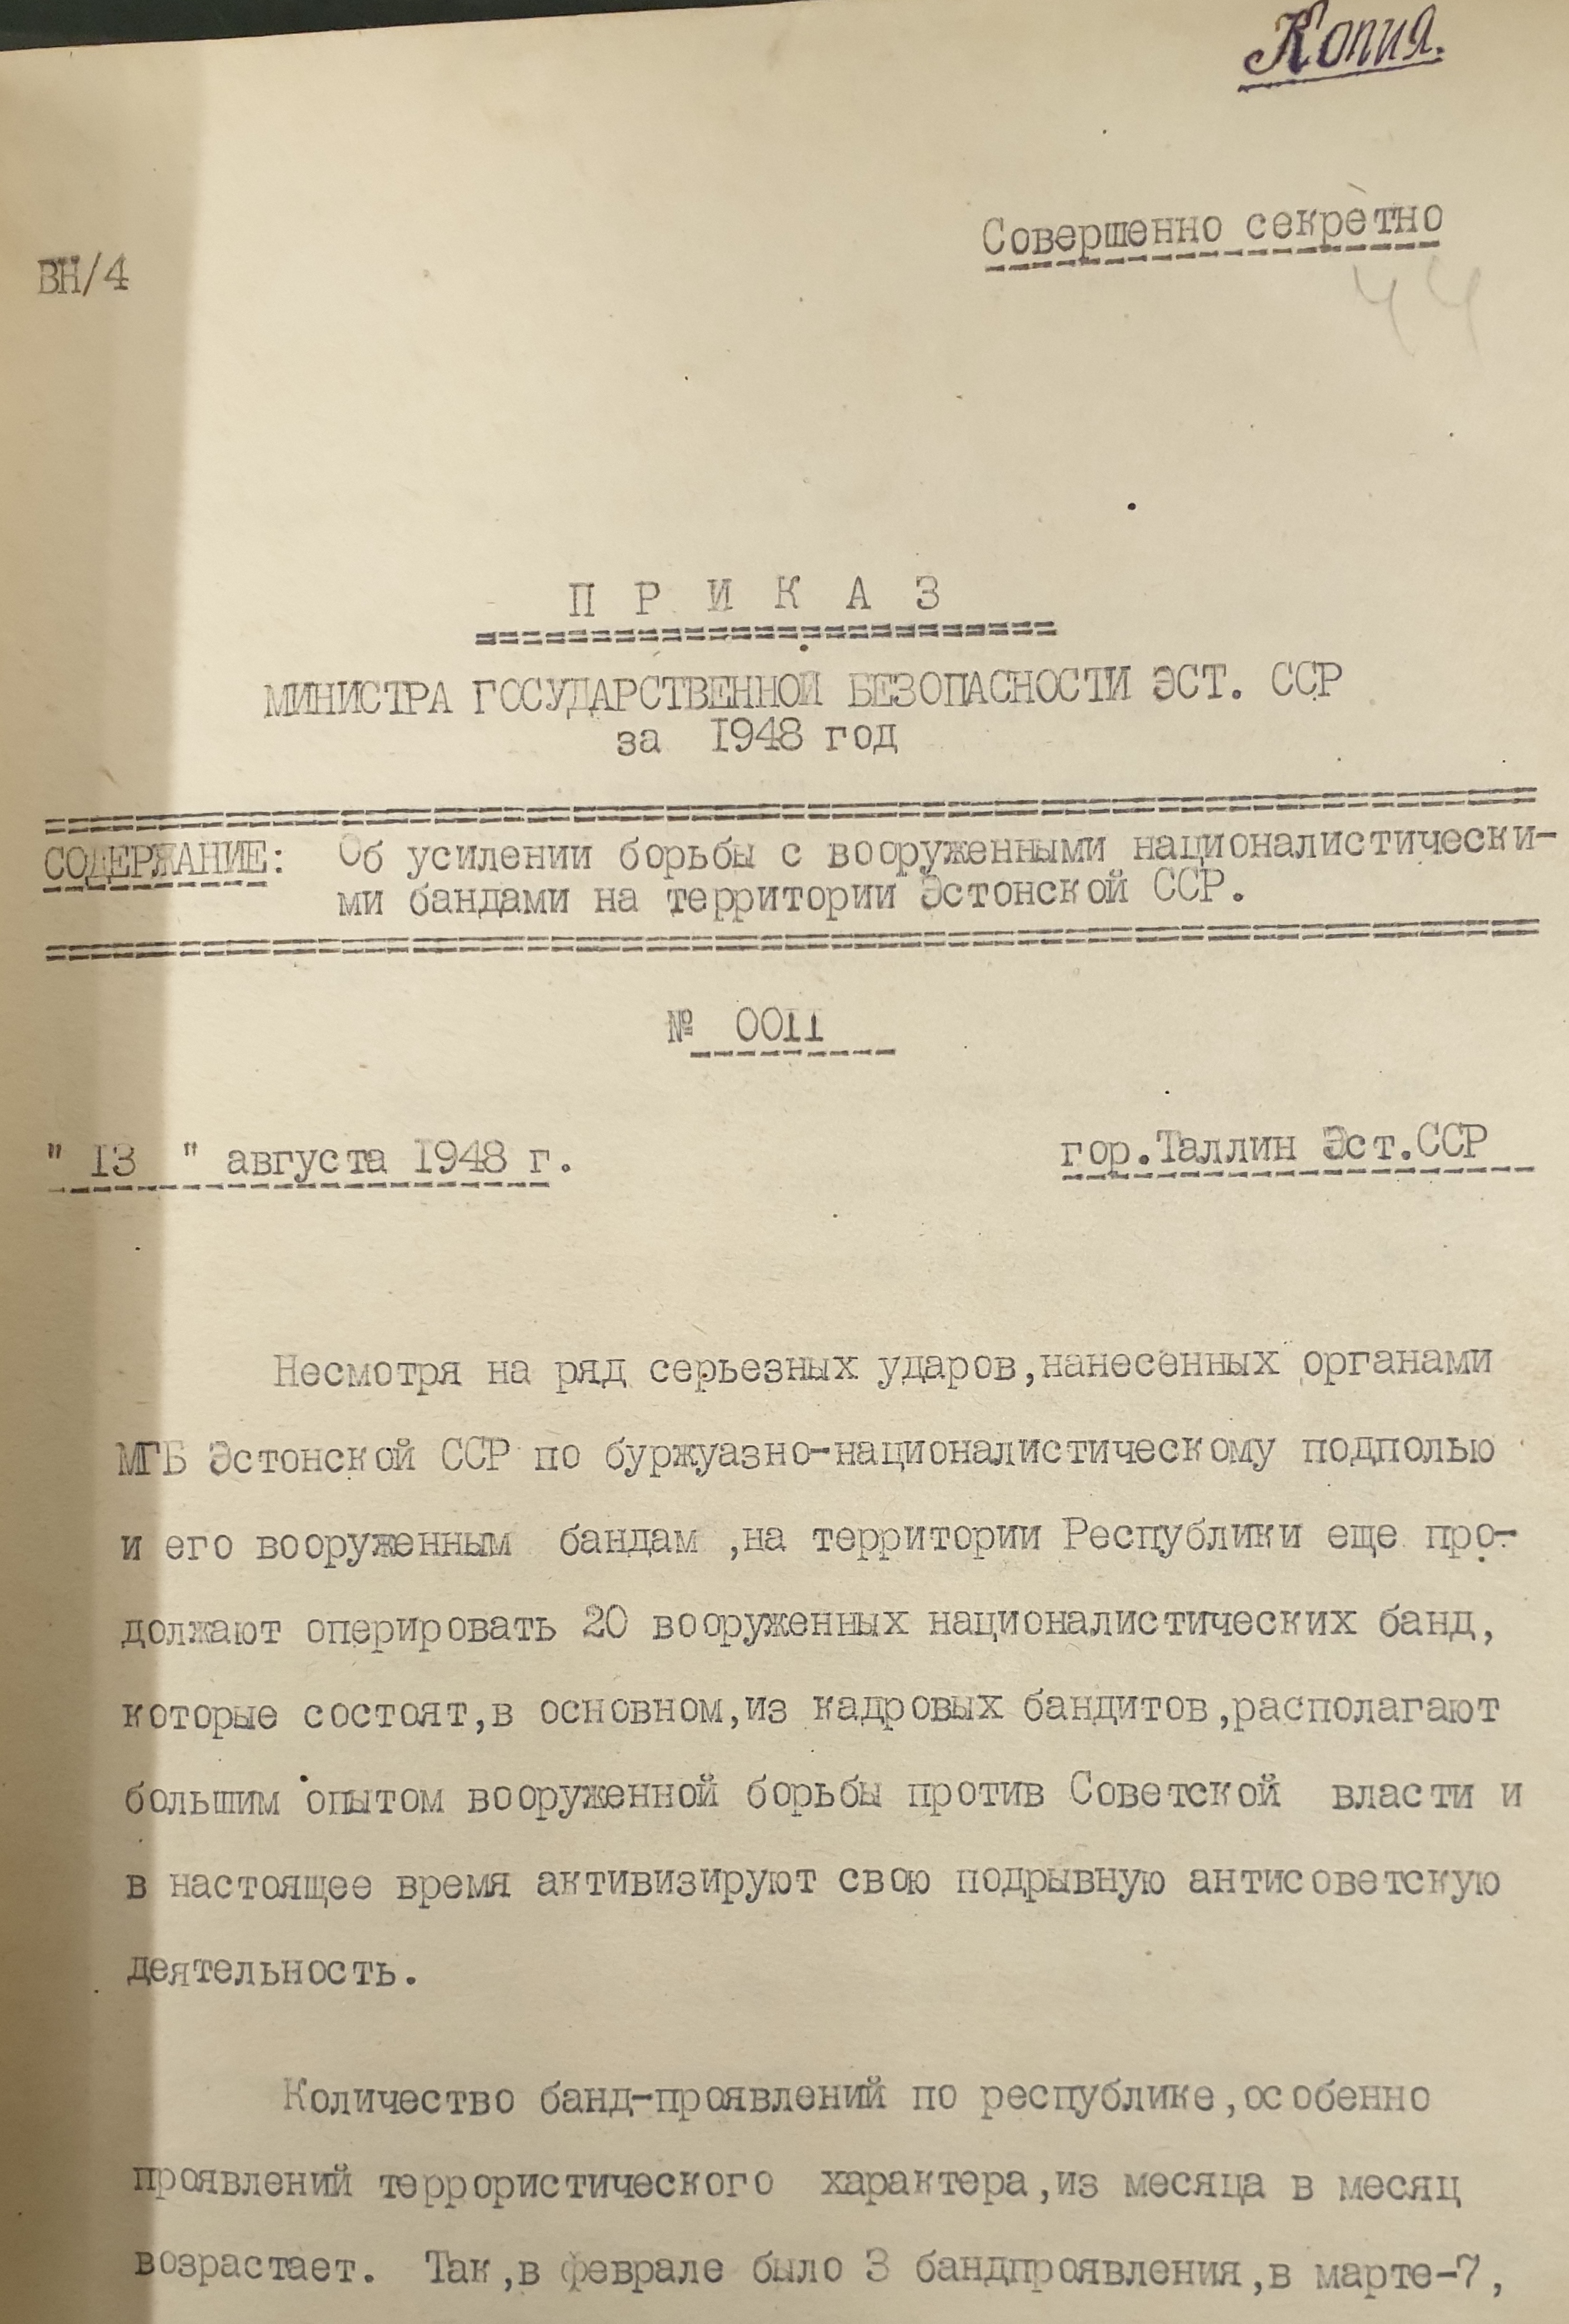 Копия.
Совершенно секретно
ВН/4
44
П Р И К А З
МИНИСТРА ГОСУДАРСТВЕННОЙ БЕЗОПАСНОСТИ ЭСТ. ССР
за 1948 год
СОДЕРЖАНИЕ: Об усилении борьбы с вооруженными националистически-
ми бандами на территории Эстонской ССР.
№ 0011
" 13 " августа 1948 г. гор.Таллин Эст.ССР
Несмотря на ряд серьезных ударов,нанесенных органами
МГБ Эстонской ССР по буржуазно-националистическому подполью
и его вооруженным бандам ,на территории Республики еще про-
должают оперировать 20 вооруженных националистических банд,
которые состоят,в основном,из кадровых бандитов,располагают
большим опытом вооруженной борьбы против Советской власти и
в настоящее время активизируют свою подрывную антисоветскую
деятельность.
Количество банд-проявлений по республике,особенно
проявлений террористического характера,из месяца в месяц
возрастает. Так,в феврале было 3 бандпроявления,в марте-7,